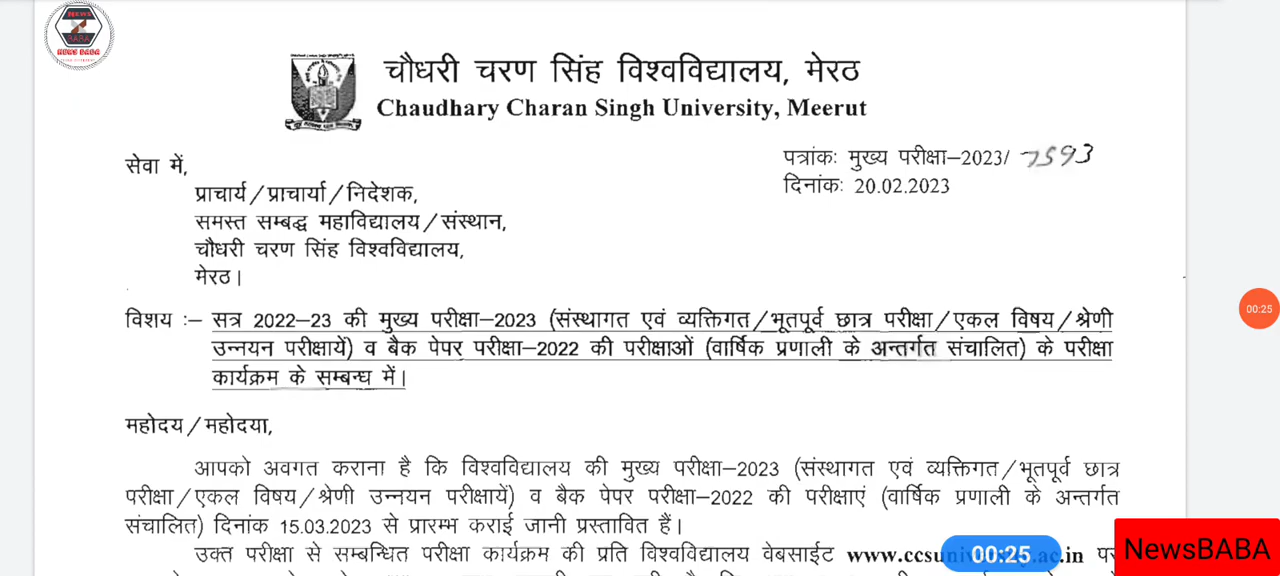 NEWS
BABA
NEWS BABA
चौधरी चरण सिंह विश्वविद्यालय, मेरठ
Chaudhary Charan Singh University, Meerut
पत्रांकः मुख्य परीक्षा–2023/ 7593
दिनांकः 20.02.2023
सेवा में,
प्राचार्य/प्राचार्या/निदेशक,
समस्त सम्बद्ध महाविद्यालय/संस्थान,
चौधरी चरण सिंह विश्वविद्यालय,
मेरठ।
00:25
विशय :– सत्र 2022–23 की मुख्य परीक्षा–2023 (संस्थागत एवं व्यक्तिगत/भूतपूर्व छात्र परीक्षा/एकल विषय/श्रेणी
उन्नयन परीक्षायें) व बैक पेपर परीक्षा–2022 की परीक्षाओं (वार्षिक प्रणाली के अन्तर्गत संचालित) के परीक्षा
कार्यक्रम के सम्बन्ध में।
महोदय/महोदया,
आपको अवगत कराना है कि विश्वविद्यालय की मुख्य परीक्षा–2023 (संस्थागत एवं व्यक्तिगत/भूतपूर्व छात्र
परीक्षा/एकल विषय/श्रेणी उन्नयन परीक्षायें) व बैक पेपर परीक्षा–2022 की परीक्षाएं (वार्षिक प्रणाली के अन्तर्गत
संचालित) दिनांक 15.03.2023 से प्रारम्भ कराई जानी प्रस्तावित हैं।
उक्त परीक्षा से सम्बन्धित परीक्षा कार्यक्रम की प्रति विश्वविद्यालय वेबसाईट पर
00:25
NewsBABA